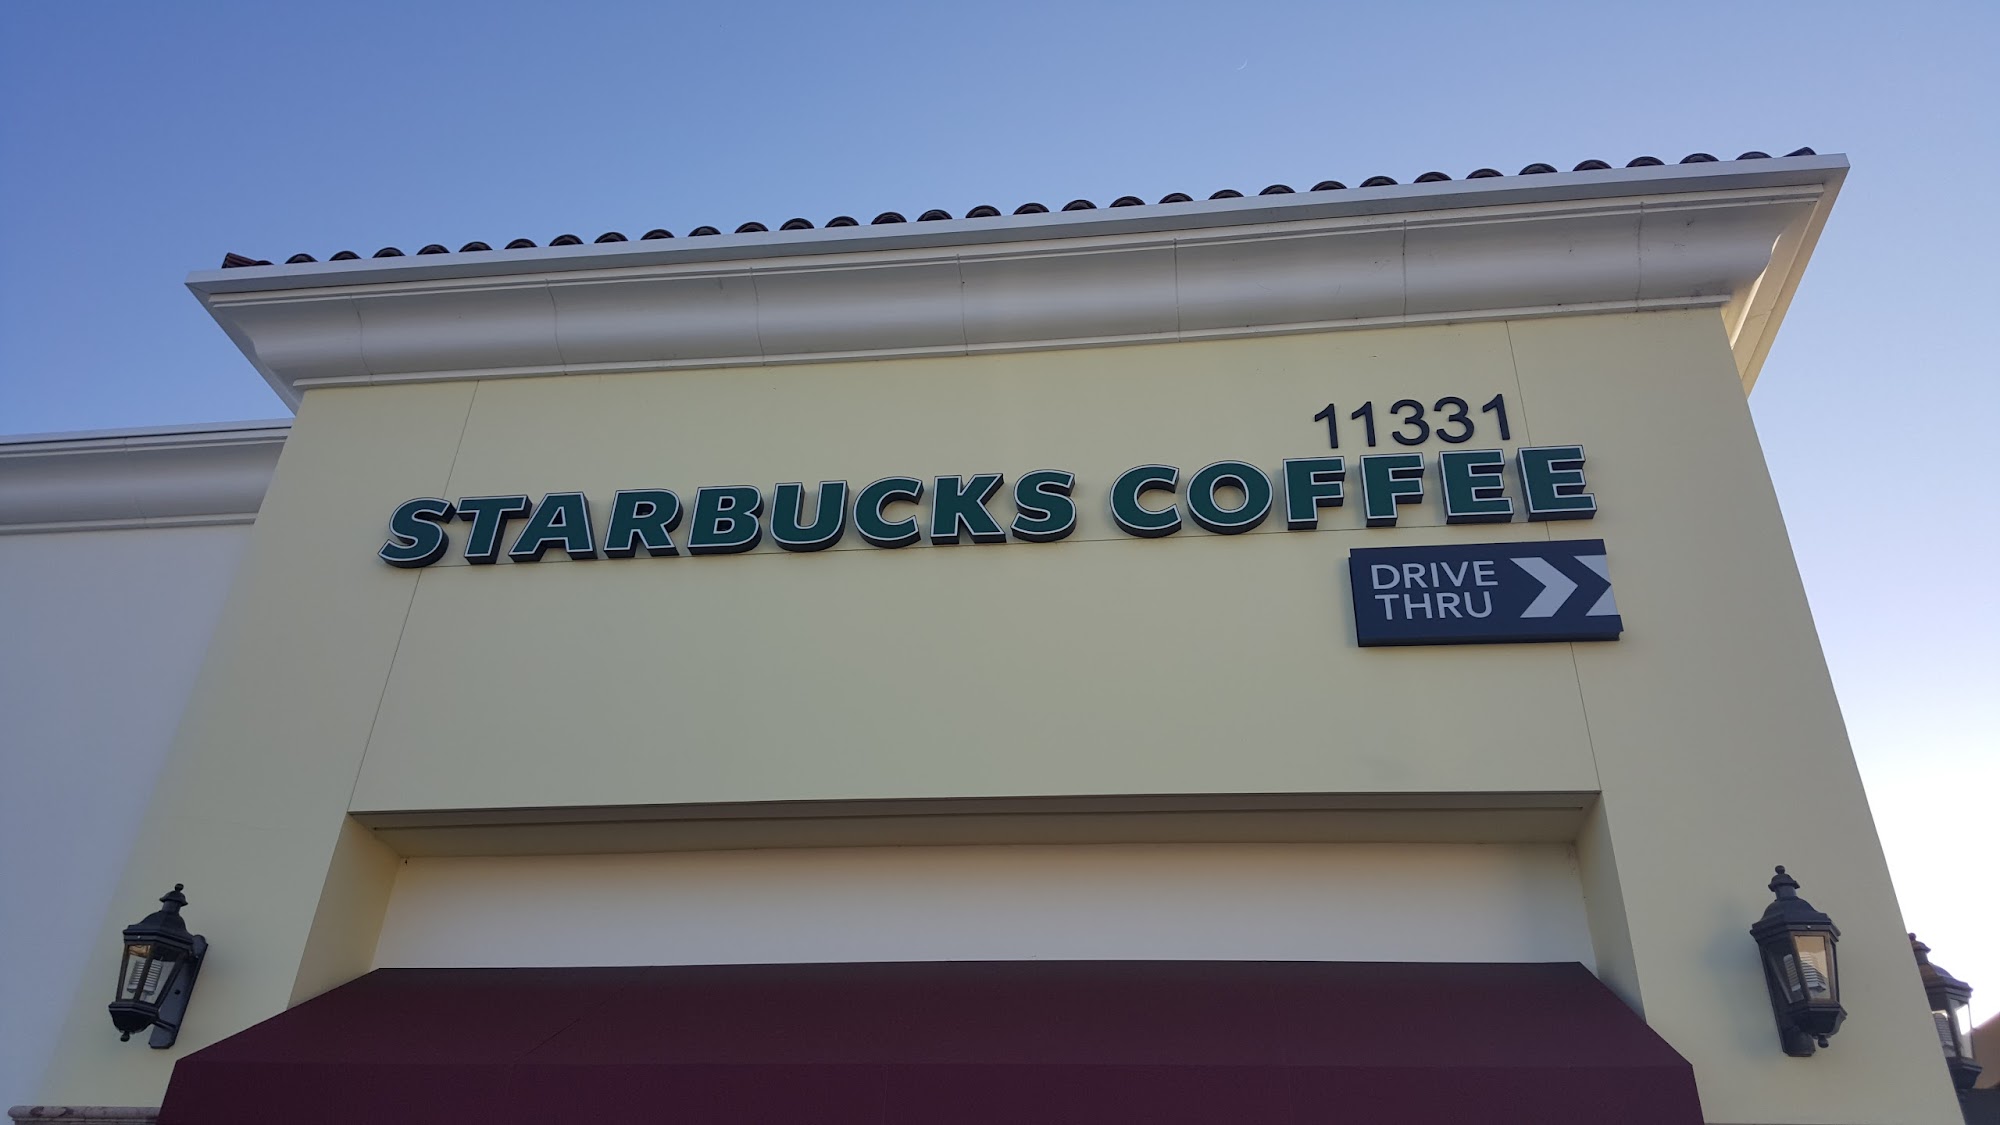 11331
STARBUCKS COFFEE
DRIVE
THRU